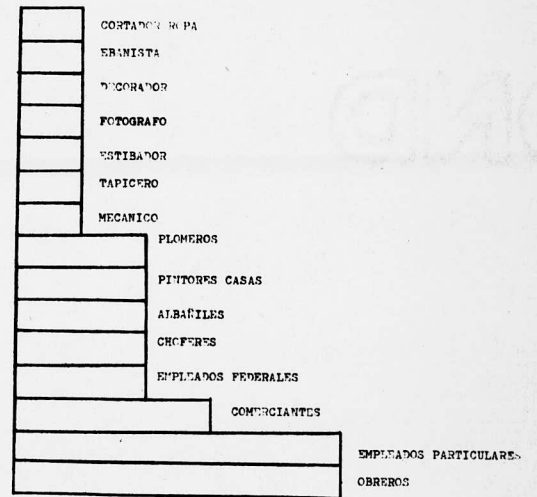 CORTADOR ROPA
EBANISTA
DECORADOR
FOTOGRAFO
ESTIBADOR
TAPICERO
MECANICO
PLOMEROS
PINTORES CASAS
ALBAÑILES
CHOFERES
EMPLEADOS FEDERALES
COMERCIANTES
EMPLEADOS PARTICULARES
OBREROS